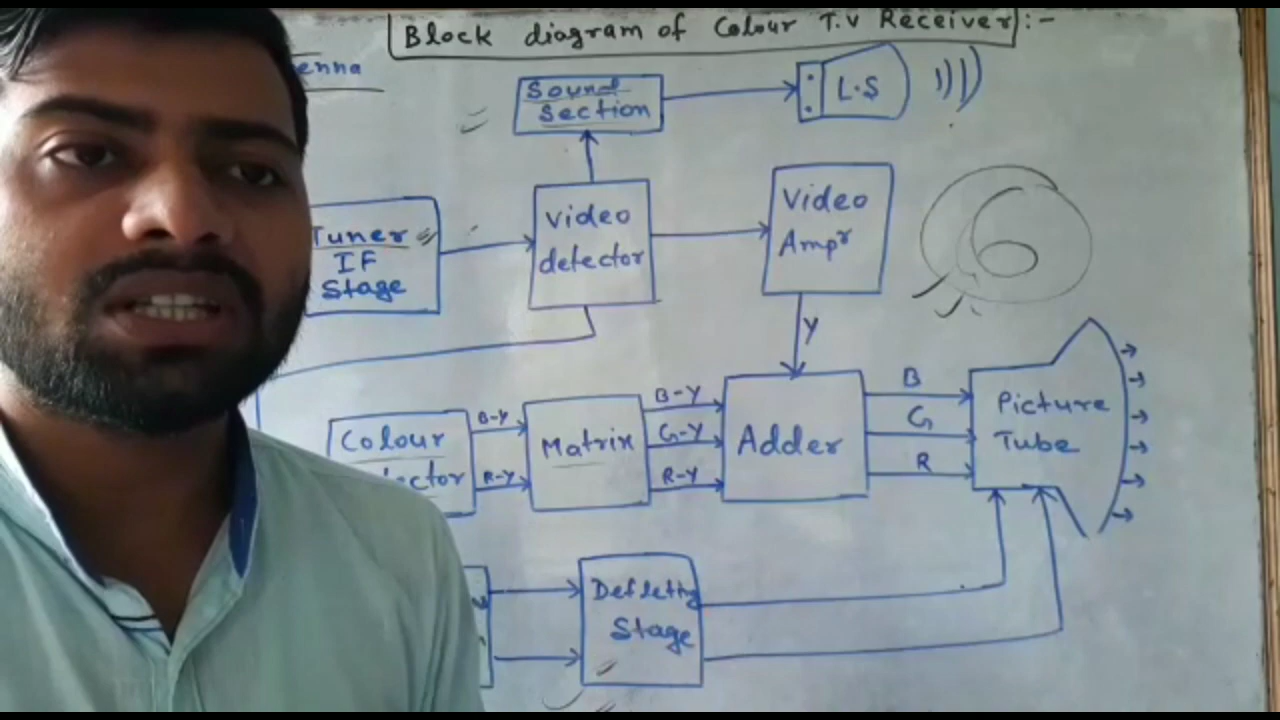 Block diagram of Colour T.V Receiver:-
enna
Sound
Section
L.S
Tuner
IF
Stage
Video
detector
Video
Ampr
Y
Colour
ector
B-Y
R-Y
Matrix
B-Y
G-Y
R-Y
Adder
B
G
R
Picture
Tube
Stage